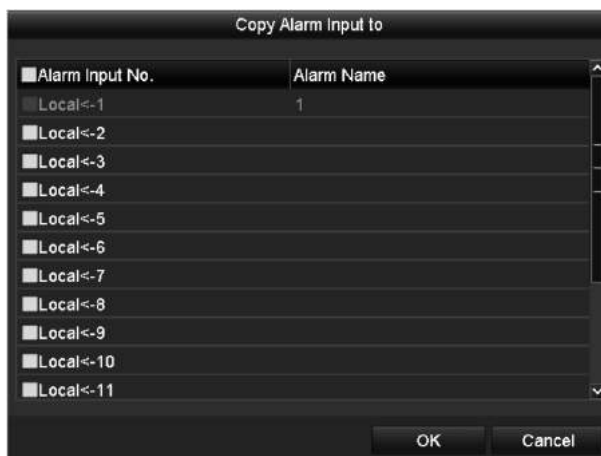 Copy Alarm Input to
Alarm Input No. Alarm Name
Local<-1 1
Local<-2
Local<-3
Local<-4
Local<-5
Local<-6
Local<-7
Local<-8
Local<-9
Local<-10
Local<-11
OK Cancel